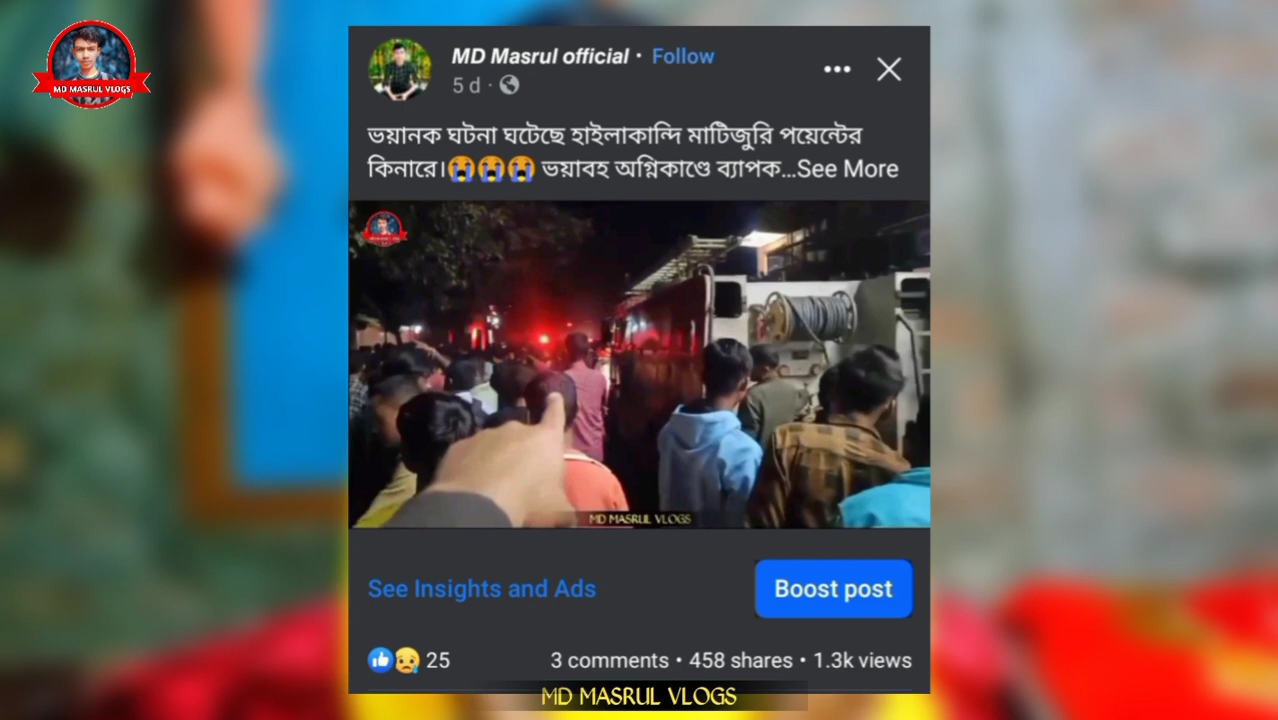 MD MASRUL VLOGS
MD Masrul official · Follow
5 d ·
ভয়ানক ঘটনা ঘটেছে হাইলাকান্দি মাটিজুরি পয়েন্টের
কিনারে।😭😭😭 ভয়াবহ অগ্নিকাণ্ডে ব্যাপক...See More
MD MASRUL VLOGS
See Insights and Ads
Boost post
25
3 comments • 458 shares • 1.3k views
MD MASRUL VLOGS